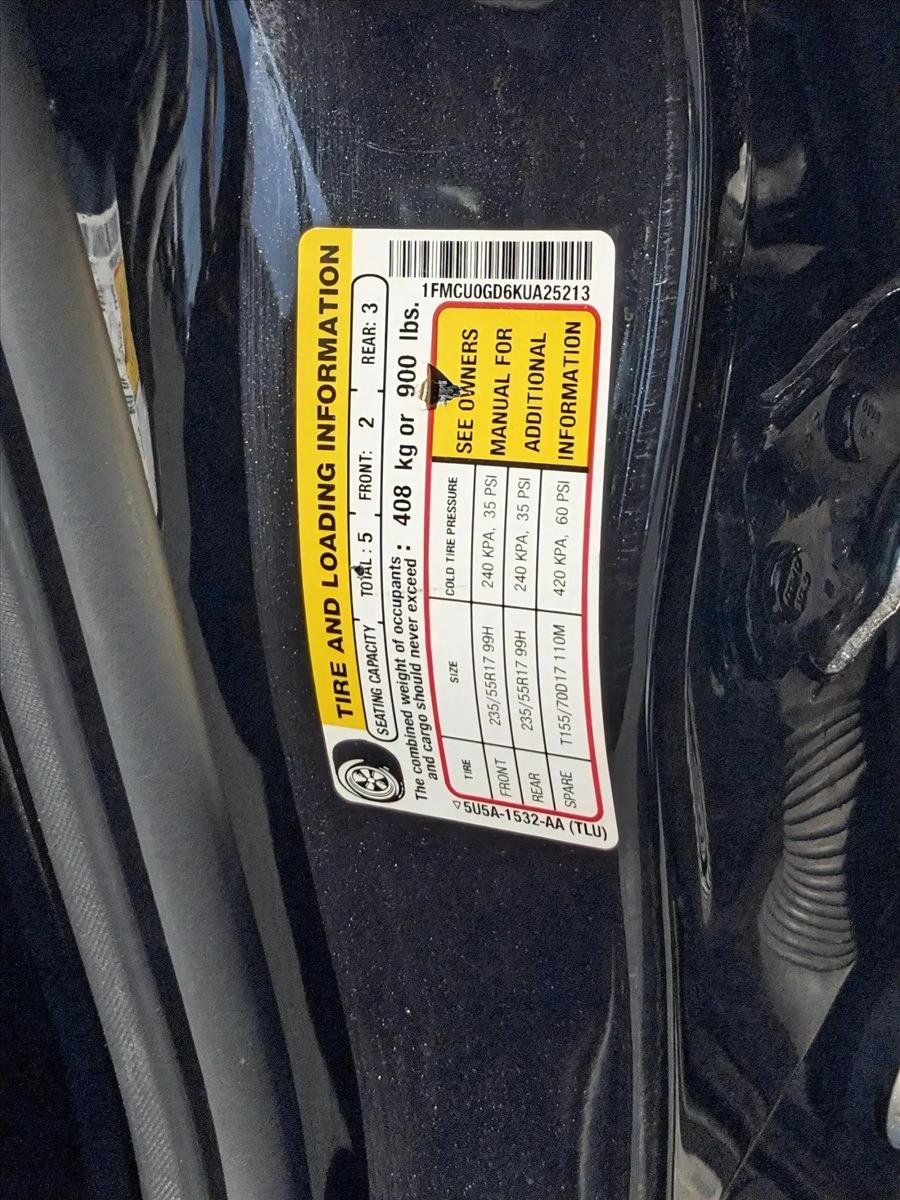 TIRE AND LOADING INFORMATION
SEATING CAPACITY TOTAL : 5 FRONT: 2 REAR: 3
The combined weight of occupants
and cargo should never exceed : 408 kg or 900 lbs.
1FMCU0GD6KUA25213
TIRE SIZE COLD TIRE PRESSURE
FRONT 235/55R17 99H 240 KPA, 35 PSI
REAR 235/55R17 99H 240 KPA, 35 PSI
SPARE T155/70D17 110M 420 KPA, 60 PSI
SEE OWNERS
MANUAL FOR
ADDITIONAL
INFORMATION
5U5A-1532-AA (TLU)